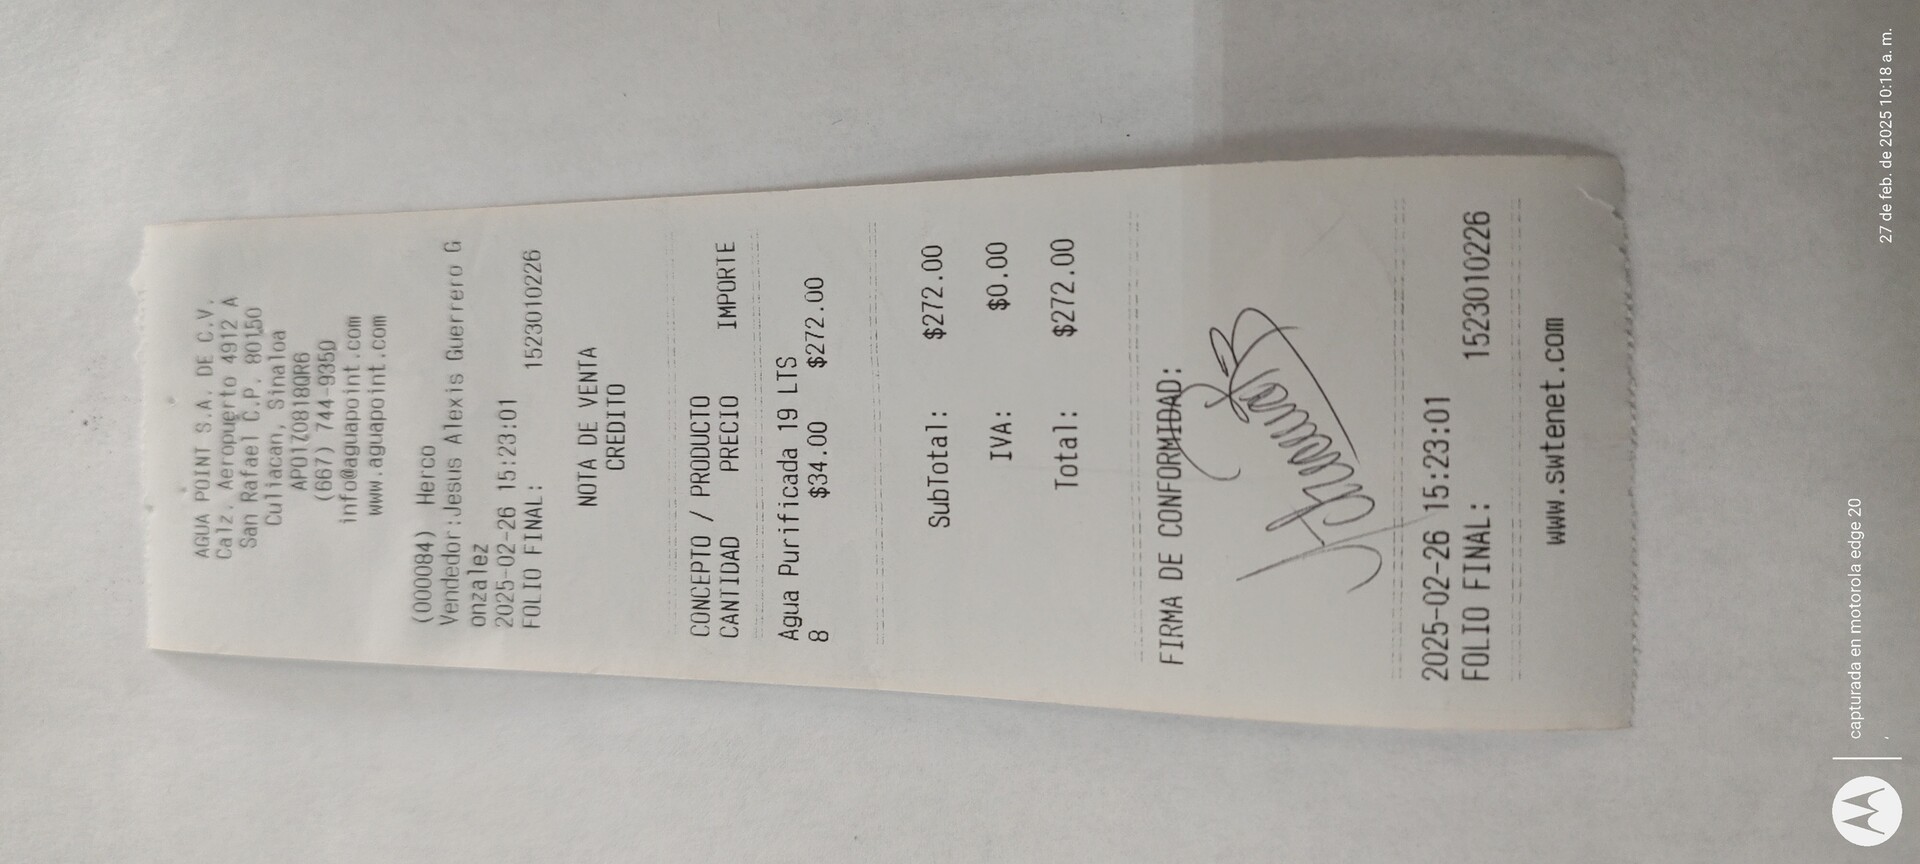 AGUA POINT S.A. DE C.V.
Calz. Aeropuerto 4912 A
San Rafael C.P. 80150
Culiacan, Sinaloa
APO170818QR6
(667) 744-9350
info@aguapoint.com
www.aguapoint.com
(000084) Herco
Vendedor:Jesus Alexis Guerrero G
onzalez
2025-02-26 15:23:01
FOLIO FINAL: 1523010226
NOTA DE VENTA
CREDITO
CONCEPTO / PRODUCTO
CANTIDAD PRECIO IMPORTE
Agua Purificada 19 LTS
8 $34.00 $272.00
SubTotal: $272.00
IVA: $0.00
Total: $272.00
FIRMA DE CONFORMIDAD:
2025-02-26 15:23:01
FOLIO FINAL: 1523010226
www.swtenet.com
capturada en motorola edge 20
27 de feb. de 2025 10:18 a. m.